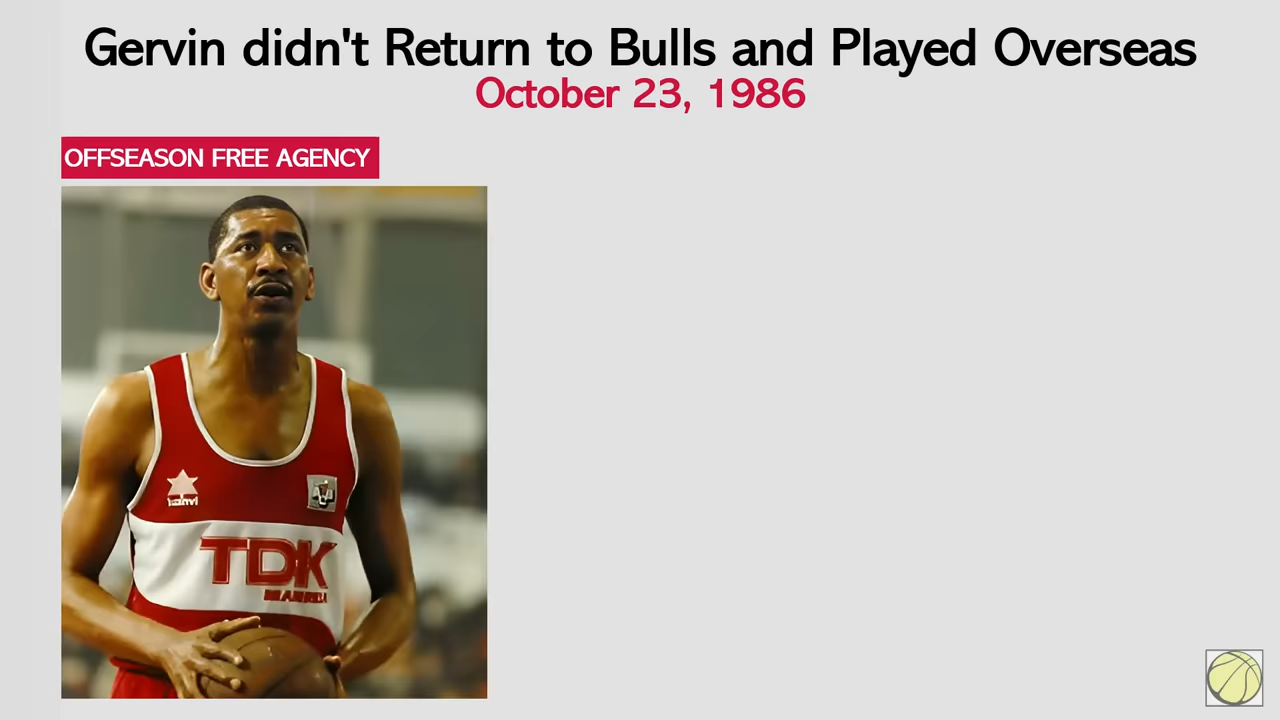 Gervin didn't Return to Bulls and Played Overseas
October 23, 1986
OFFSEASON FREE AGENCY
TDK